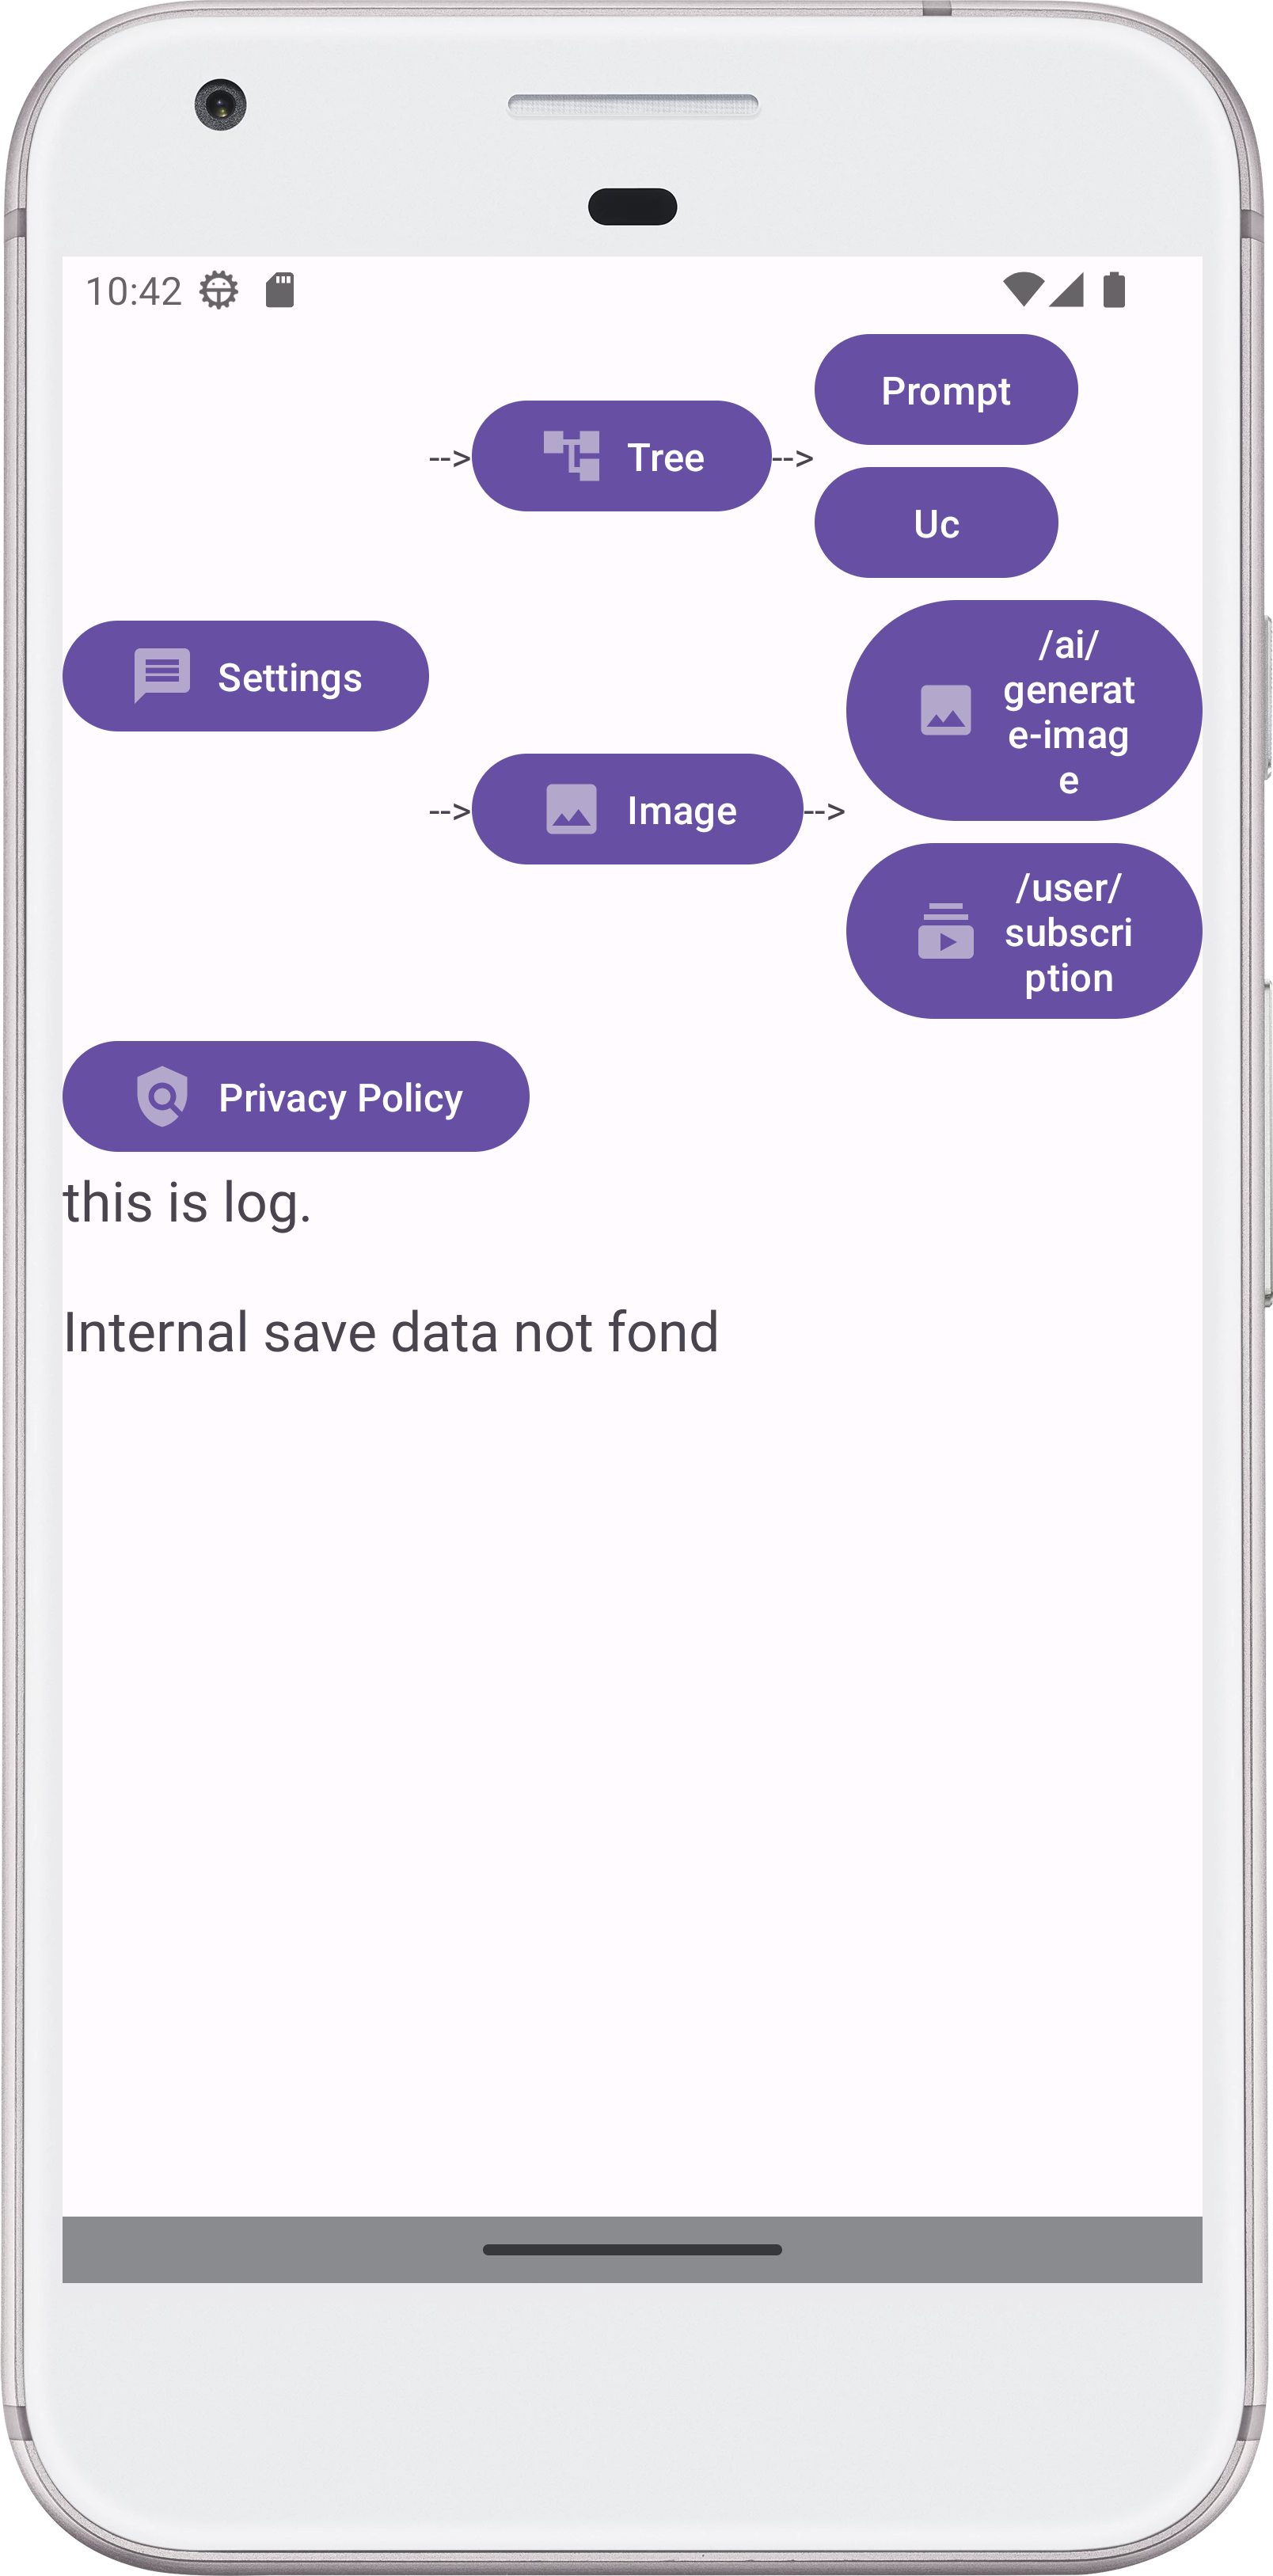 10:42
Prompt
--> Tree -->
Uc
Settings
/ai/
generat
e-imag
e
--> Image -->
/user/
subscri
ption
Privacy Policy
this is log.
Internal save data not fond